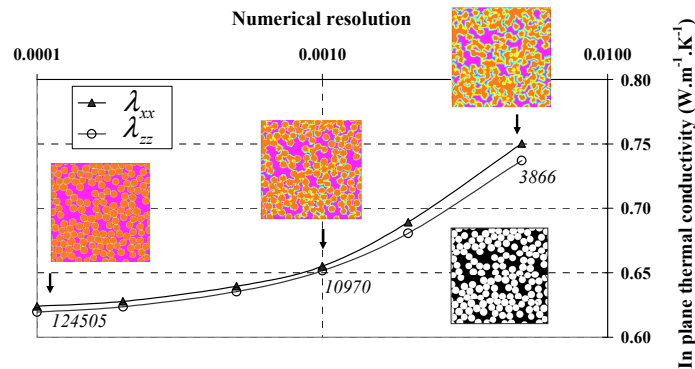 Numerical resolution
0.0001 0.0010 0.0100
0.80
λxx
λzz
0.75
3866
0.70
0.65
10970
124505
0.60
In plane thermal conductivity (W.m⁻¹.K⁻¹)